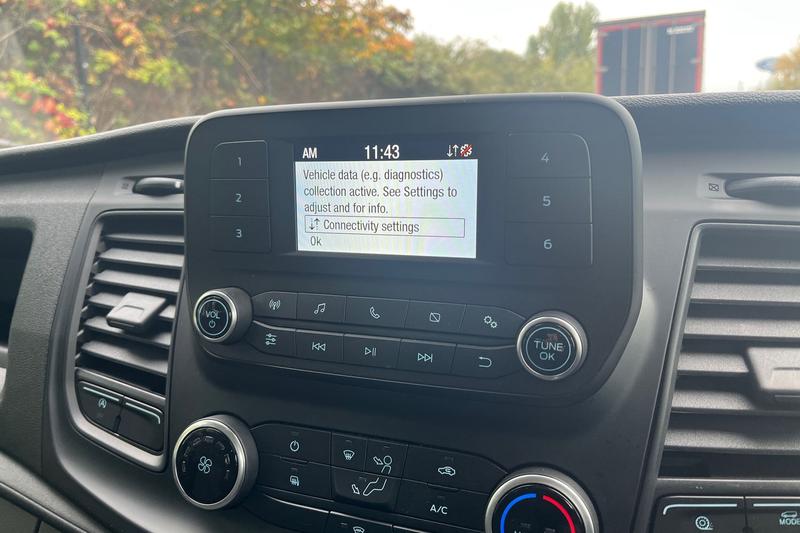 AM 11:43
Vehicle data (e.g. diagnostics)
collection active. See Settings to
adjust and for info.
Connectivity settings
Ok
1
2
3
4
5
6
VOL
TUNE
OK
A/C
MODE